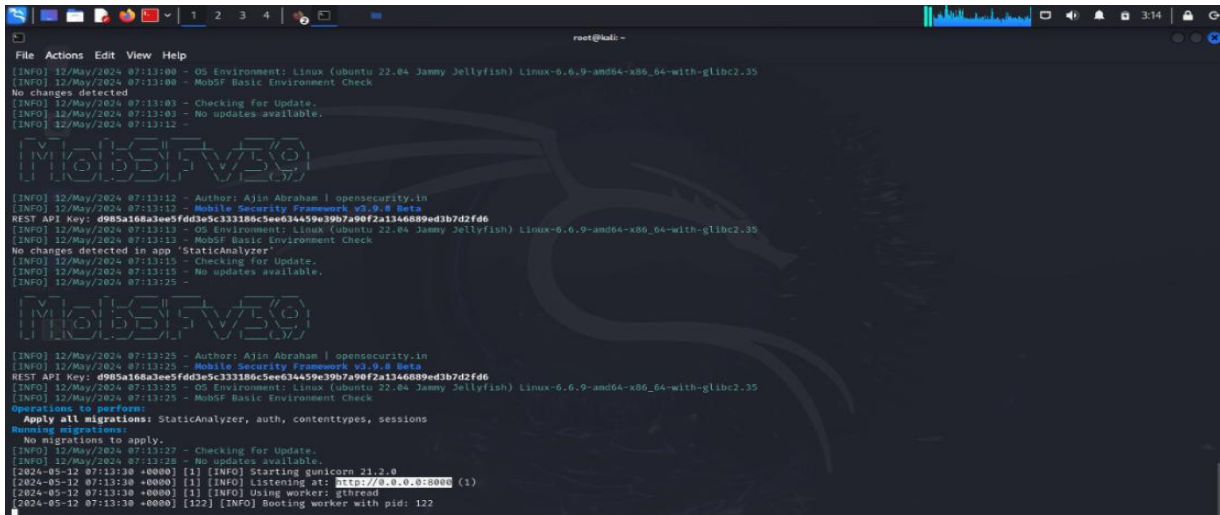 1 2 3 4
3:14
root@kali: ~
File Actions Edit View Help
[INFO] 12/May/2024 07:13:00 - OS Environment: Linux (ubuntu 22.04 Jammy Jellyfish) Linux-6.6.9-amd64-x86_64-with-glibc2.35
[INFO] 12/May/2024 07:13:00 - MobSF Basic Environment Check
No changes detected
[INFO] 12/May/2024 07:13:03 - Checking for Update.
[INFO] 12/May/2024 07:13:03 - No updates available.
[INFO] 12/May/2024 07:13:12 -
MobSFv39
[INFO] 12/May/2024 07:13:12 - Author: Ajin Abraham | opensecurity.in
[INFO] 12/May/2024 07:13:12 - Mobile Security Framework v3.9.8 Beta
REST API Key: d985a168a3ee5fdd3e5c333186c5ee634459e39b7a90f2a1346889ed3b7d2fd6
[INFO] 12/May/2024 07:13:13 - OS Environment: Linux (ubuntu 22.04 Jammy Jellyfish) Linux-6.6.9-amd64-x86_64-with-glibc2.35
[INFO] 12/May/2024 07:13:13 - MobSF Basic Environment Check
No changes detected in app 'StaticAnalyzer'
[INFO] 12/May/2024 07:13:15 - Checking for Update.
[INFO] 12/May/2024 07:13:15 - No updates available.
[INFO] 12/May/2024 07:13:25 -
MobSFv39
[INFO] 12/May/2024 07:13:25 - Author: Ajin Abraham | opensecurity.in
[INFO] 12/May/2024 07:13:25 - Mobile Security Framework v3.9.8 Beta
REST API Key: d985a168a3ee5fdd3e5c333186c5ee634459e39b7a90f2a1346889ed3b7d2fd6
[INFO] 12/May/2024 07:13:25 - OS Environment: Linux (ubuntu 22.04 Jammy Jellyfish) Linux-6.6.9-amd64-x86_64-with-glibc2.35
[INFO] 12/May/2024 07:13:25 - MobSF Basic Environment Check
Operations to perform:
Apply all migrations: StaticAnalyzer, auth, contenttypes, sessions
Running migrations:
No migrations to apply.
[INFO] 12/May/2024 07:13:27 - Checking for Update.
[INFO] 12/May/2024 07:13:28 - No updates available.
[2024-05-12 07:13:30 +0000] [1] [INFO] Starting gunicorn 21.2.0
[2024-05-12 07:13:30 +0000] [1] [INFO] Listening at: http://0.0.0.0:8000 (1)
[2024-05-12 07:13:30 +0000] [1] [INFO] Using worker: gthread
[2024-05-12 07:13:30 +0000] [122] [INFO] Booting worker with pid: 122